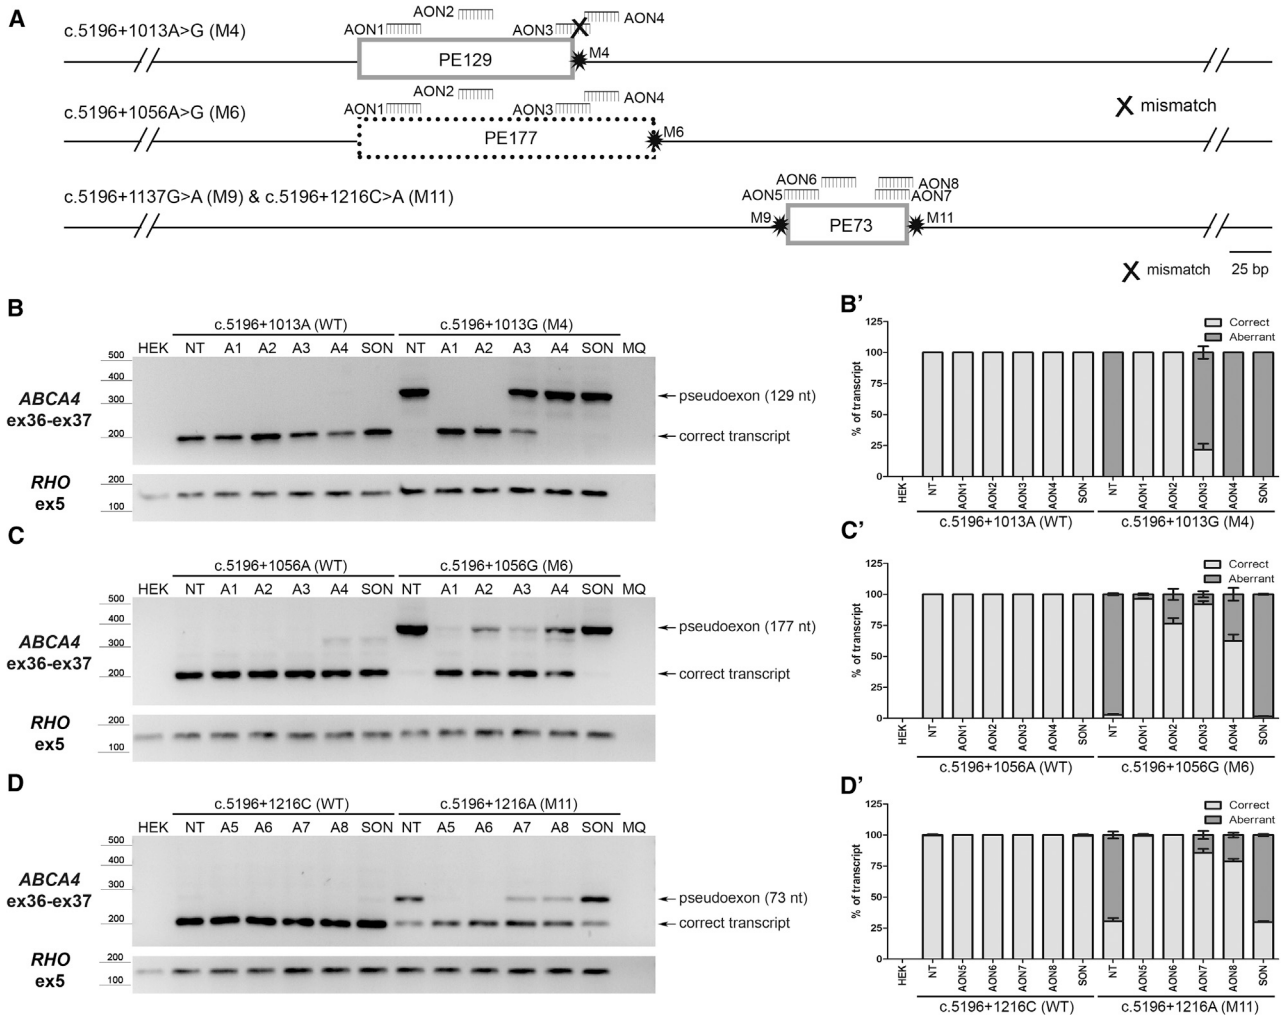 A
c.5196+1013A>G (M4)
AON1 AON2 AON3 X AON4
PE129
M4
c.5196+1056A>G (M6)
AON1 AON2 AON3 AON4
PE177
M6
X mismatch
c.5196+1137G>A (M9) & c.5196+1216C>A (M11)
AON5 AON6 AON8
AON7
M9 PE73 M11
X mismatch
25 bp
B
c.5196+1013A (WT) c.5196+1013G (M4)
HEK NT A1 A2 A3 A4 SON NT A1 A2 A3 A4 SON MQ
500
400
300
200
ABCA4
ex36-ex37
pseudoexon (129 nt)
correct transcript
RHO
ex5
200
100
B'
Correct
Aberrant
% of transcript
125
100
75
50
25
0
HEK NT AON1 AON2 AON3 AON4 SON NT AON1 AON2 AON3 AON4 SON
c.5196+1013A (WT) c.5196+1013G (M4)
C
c.5196+1056A (WT) c.5196+1056G (M6)
HEK NT A1 A2 A3 A4 SON NT A1 A2 A3 A4 SON MQ
500
400
300
200
ABCA4
ex36-ex37
pseudoexon (177 nt)
correct transcript
RHO
ex5
200
100
C'
Correct
Aberrant
% of transcript
125
100
75
50
25
0
HEK NT AON1 AON2 AON3 AON4 SON NT AON1 AON2 AON3 AON4 SON
c.5196+1056A (WT) c.5196+1056G (M6)
D
c.5196+1216C (WT) c.5196+1216A (M11)
HEK NT A5 A6 A7 A8 SON NT A5 A6 A7 A8 SON MQ
500
400
300
200
ABCA4
ex36-ex37
pseudoexon (73 nt)
correct transcript
RHO
ex5
200
100
D'
Correct
Aberrant
% of transcript
125
100
75
50
25
0
HEK NT AON5 AON6 AON7 AON8 SON NT AON5 AON6 AON7 AON8 SON
c.5196+1216C (WT) c.5196+1216A (M11)